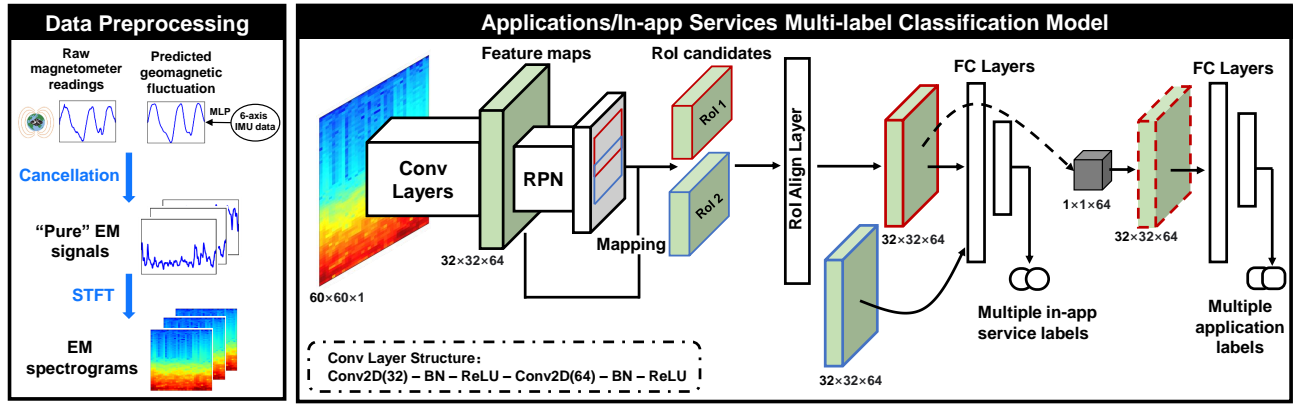 Data Preprocessing
Raw
magnetometer
readings
Predicted
geomagnetic
fluctuation
MLP
6-axis
IMU data
Cancellation
“Pure” EM
signals
STFT
EM
spectrograms
Applications/In-app Services Multi-label Classification Model
Feature maps
RoI candidates
FC Layers
FC Layers
Conv
Layers
RPN
RoI 1
RoI 2
RoI Align Layer
Mapping
1×1×64
32×32×64
32×32×64
32×32×64
60×60×1
32×32×64
Multiple in-app
service labels
Multiple
application
labels
Conv Layer Structure:
Conv2D(32) – BN – ReLU – Conv2D(64) – BN – ReLU